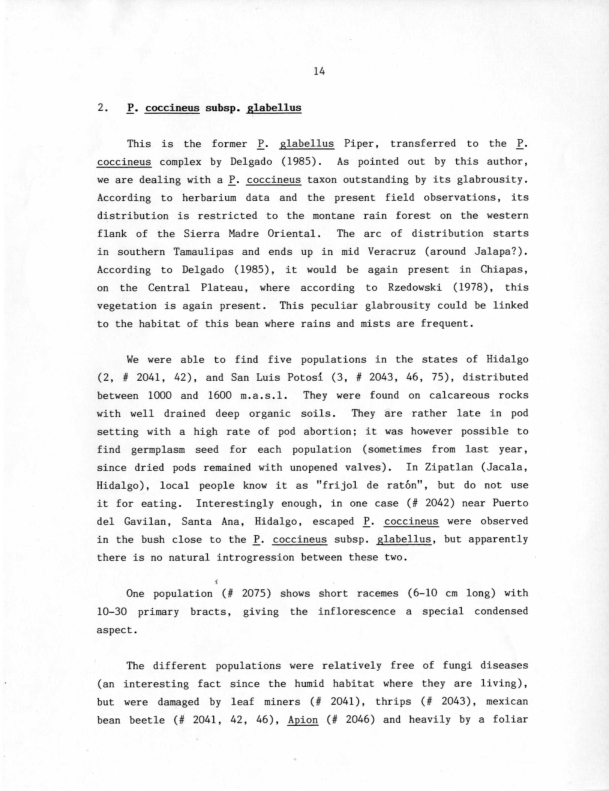 14
2. P. coccineus subsp. glabellus
This is the former P. glabellus Piper, transferred to the P.
coccineus complex by Delgado (1985). As pointed out by this author,
we are dealing with a P. coccineus taxon outstanding by its glabrousity.
According to herbarium data and the present field observations, its
distribution is restricted to the montane rain forest on the western
flank of the Sierra Madre Oriental. The arc of distribution starts
in southern Tamaulipas and ends up in mid Veracruz (around Jalapa?).
According to Delgado (1985), it would be again present in Chiapas,
on the Central Plateau, where according to Rzedowski (1978), this
vegetation is again present. This peculiar glabrousity could be linked
to the habitat of this bean where rains and mists are frequent.
We were able to find five populations in the states of Hidalgo
(2, # 2041, 42), and San Luis Potosí (3, # 2043, 46, 75), distributed
between 1000 and 1600 m.a.s.l. They were found on calcareous rocks
with well drained deep organic soils. They are rather late in pod
setting with a high rate of pod abortion; it was however possible to
find germplasm seed for each population (sometimes from last year,
since dried pods remained with unopened valves). In Zipatlan (Jacala,
Hidalgo), local people know it as "frijol de ratón", but do not use
it for eating. Interestingly enough, in one case (# 2042) near Puerto
del Gavilan, Santa Ana, Hidalgo, escaped P. coccineus were observed
in the bush close to the P. coccineus subsp. glabellus, but apparently
there is no natural introgression between these two.
One population (# 2075) shows short racemes (6-10 cm long) with
10-30 primary bracts, giving the inflorescence a special condensed
aspect.
The different populations were relatively free of fungi diseases
(an interesting fact since the humid habitat where they are living),
but were damaged by leaf miners (# 2041), thrips (# 2043), mexican
bean beetle (# 2041, 42, 46), Apion (# 2046) and heavily by a foliar